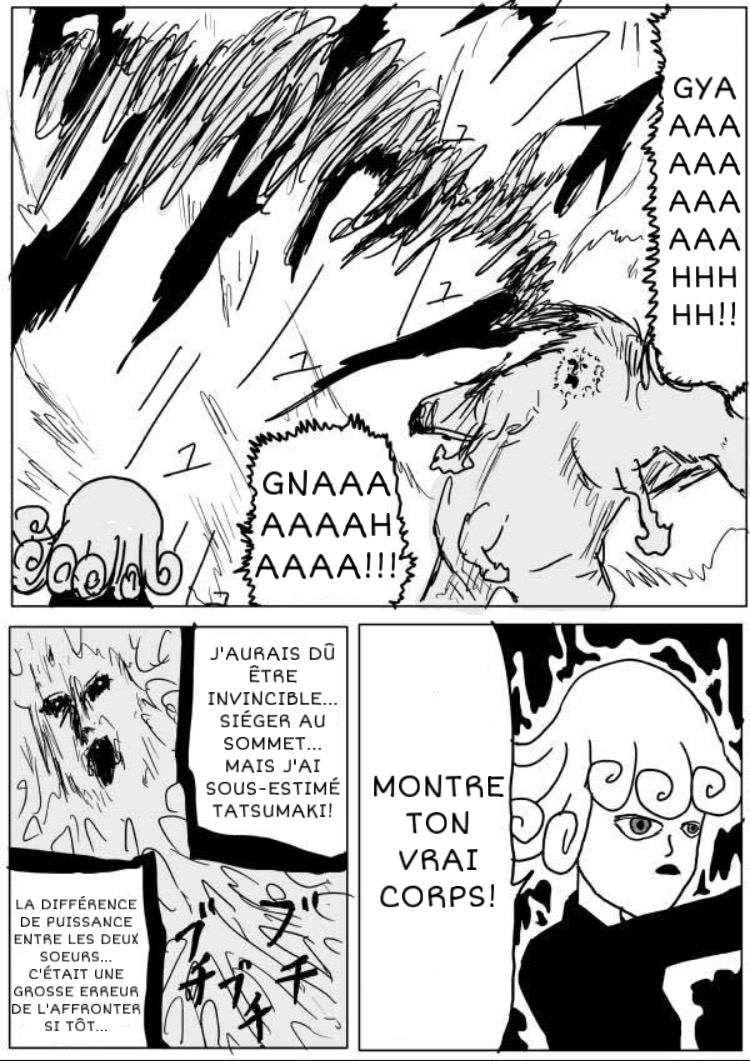 GYA
AAA
AAA
AAA
AAA
HHH
HH!!
GNAAA
AAAAH
AAAA!!!
J'AURAIS DÛ
ÊTRE
INVINCIBLE...
SIÉGER AU
SOMMET...
MAIS J'AI
SOUS-ESTIMÉ
TATSUMAKI!
MONTRE
TON
VRAI
CORPS!
LA DIFFÉRENCE
DE PUISSANCE
ENTRE LES DEUX
SOEURS...
C'ÉTAIT UNE
GROSSE ERREUR
DE L'AFFRONTER
SI TÔT...
ブチ
ブチ